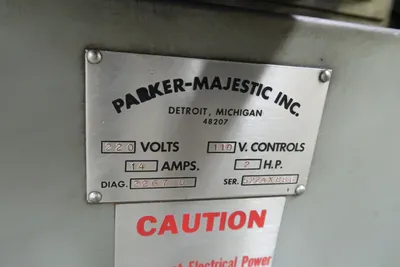 PARKER-MAJESTIC INC.
DETROIT, MICHIGAN
48207
220 VOLTS 110 V. CONTROLS
14 AMPS. 2 H.P.
DIAG. SER.
CAUTION
Electrical Power